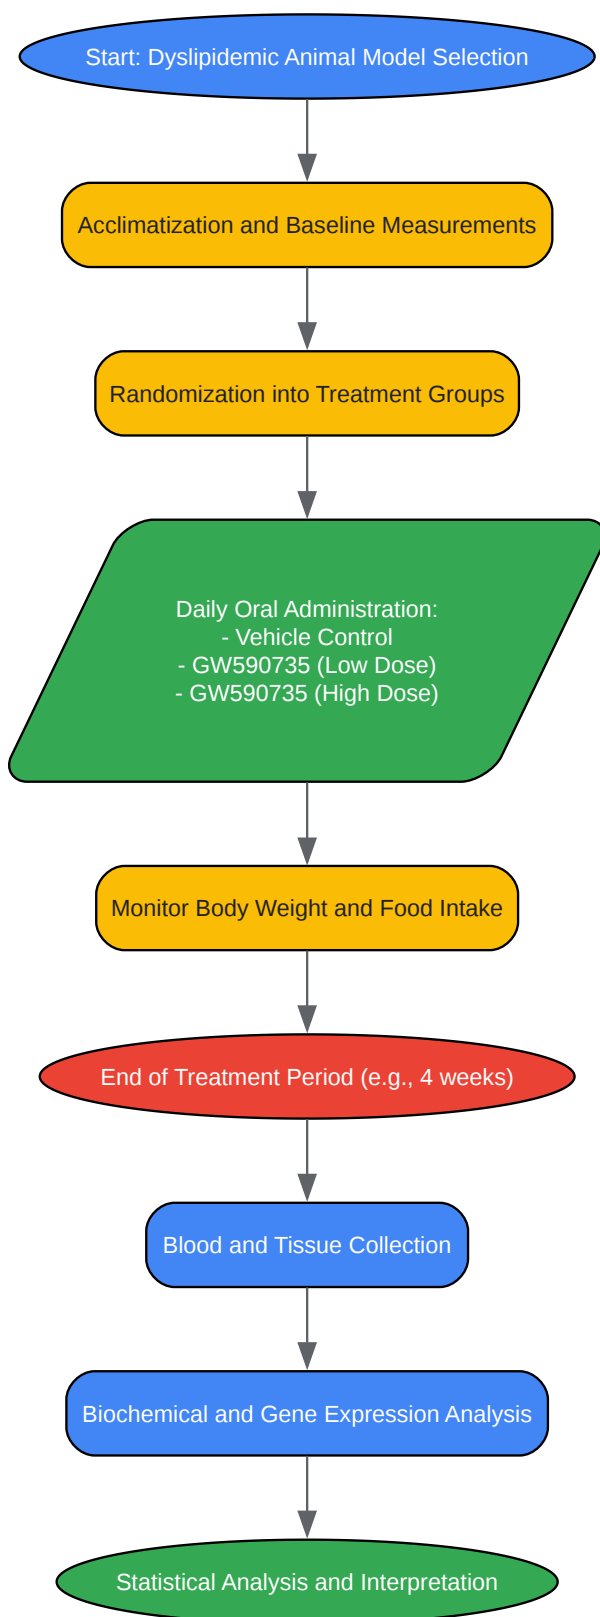 Start: Dyslipidemic Animal Model Selection
Acclimatization and Baseline Measurements
Randomization into Treatment Groups
Daily Oral Administration:
- Vehicle Control
- GW590735 (Low Dose)
- GW590735 (High Dose)
Monitor Body Weight and Food Intake
End of Treatment Period (e.g., 4 weeks)
Blood and Tissue Collection
Biochemical and Gene Expression Analysis
Statistical Analysis and Interpretation